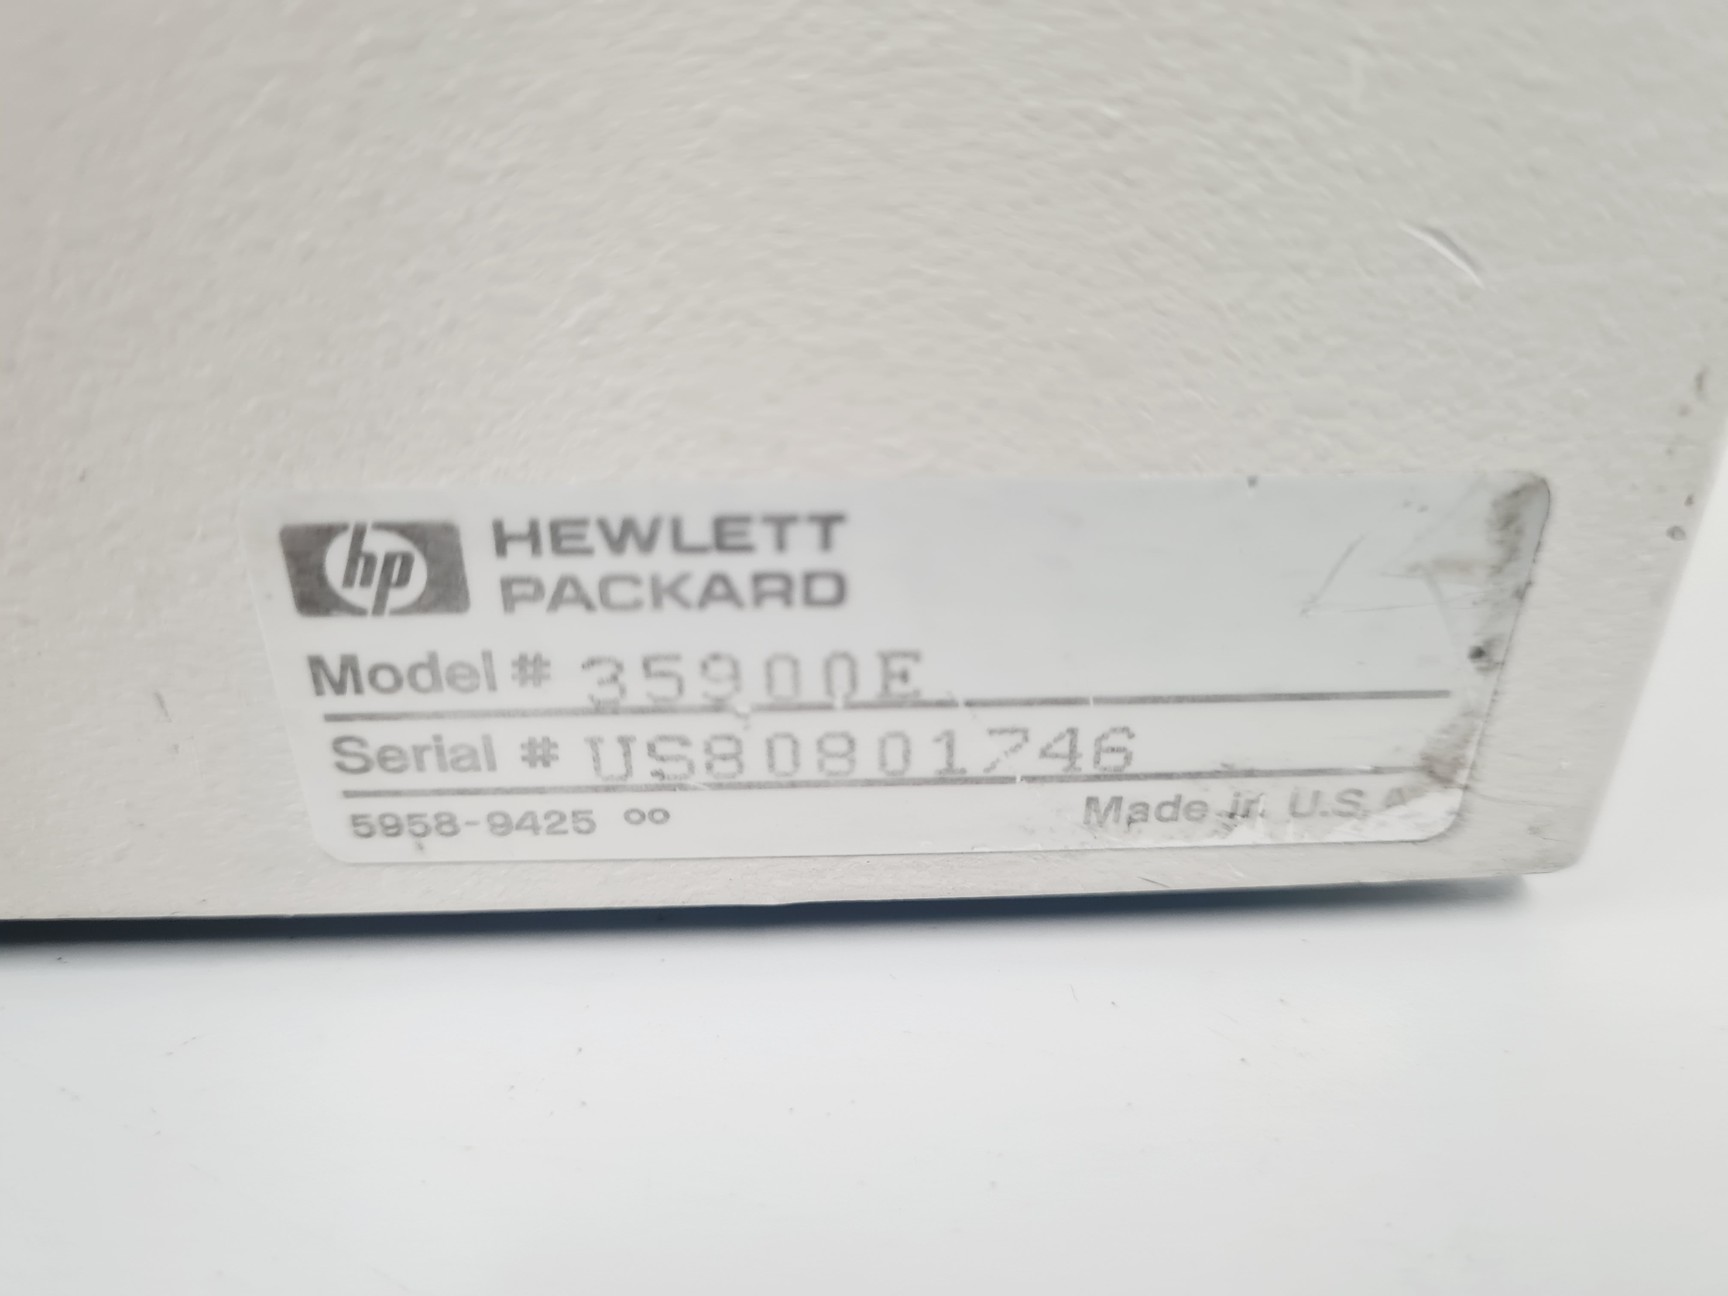 hp HEWLETT
PACKARD
Model # 35900E
Serial # US80801746
5958-9425 00
Made in U.S.A